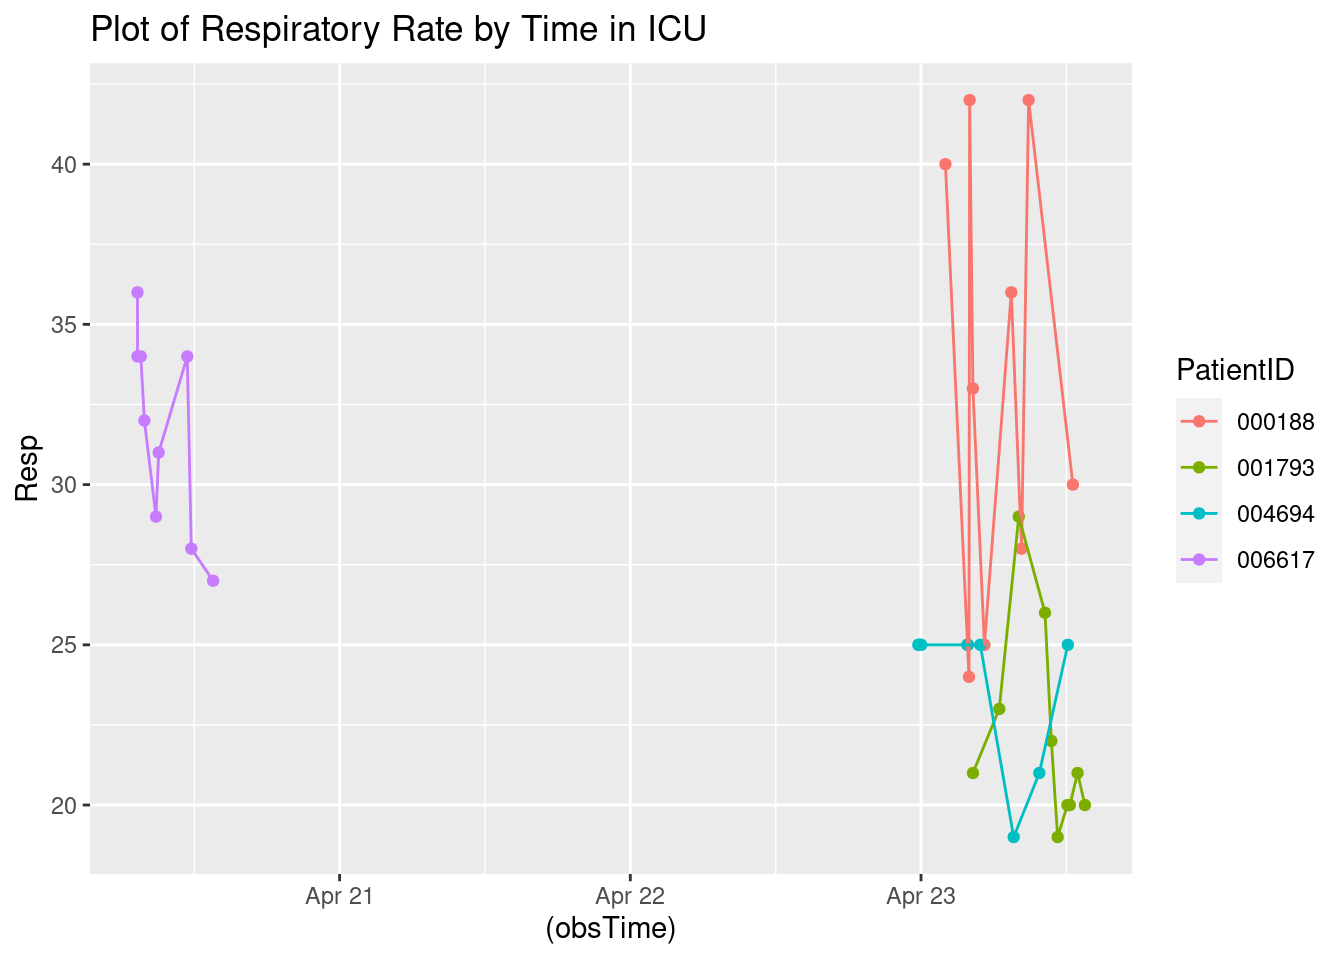 Plot of Respiratory Rate by Time in ICU
Resp
40
35
30
25
20
Apr 21
Apr 22
Apr 23
(obsTime)
PatientID
000188
001793
004694
006617